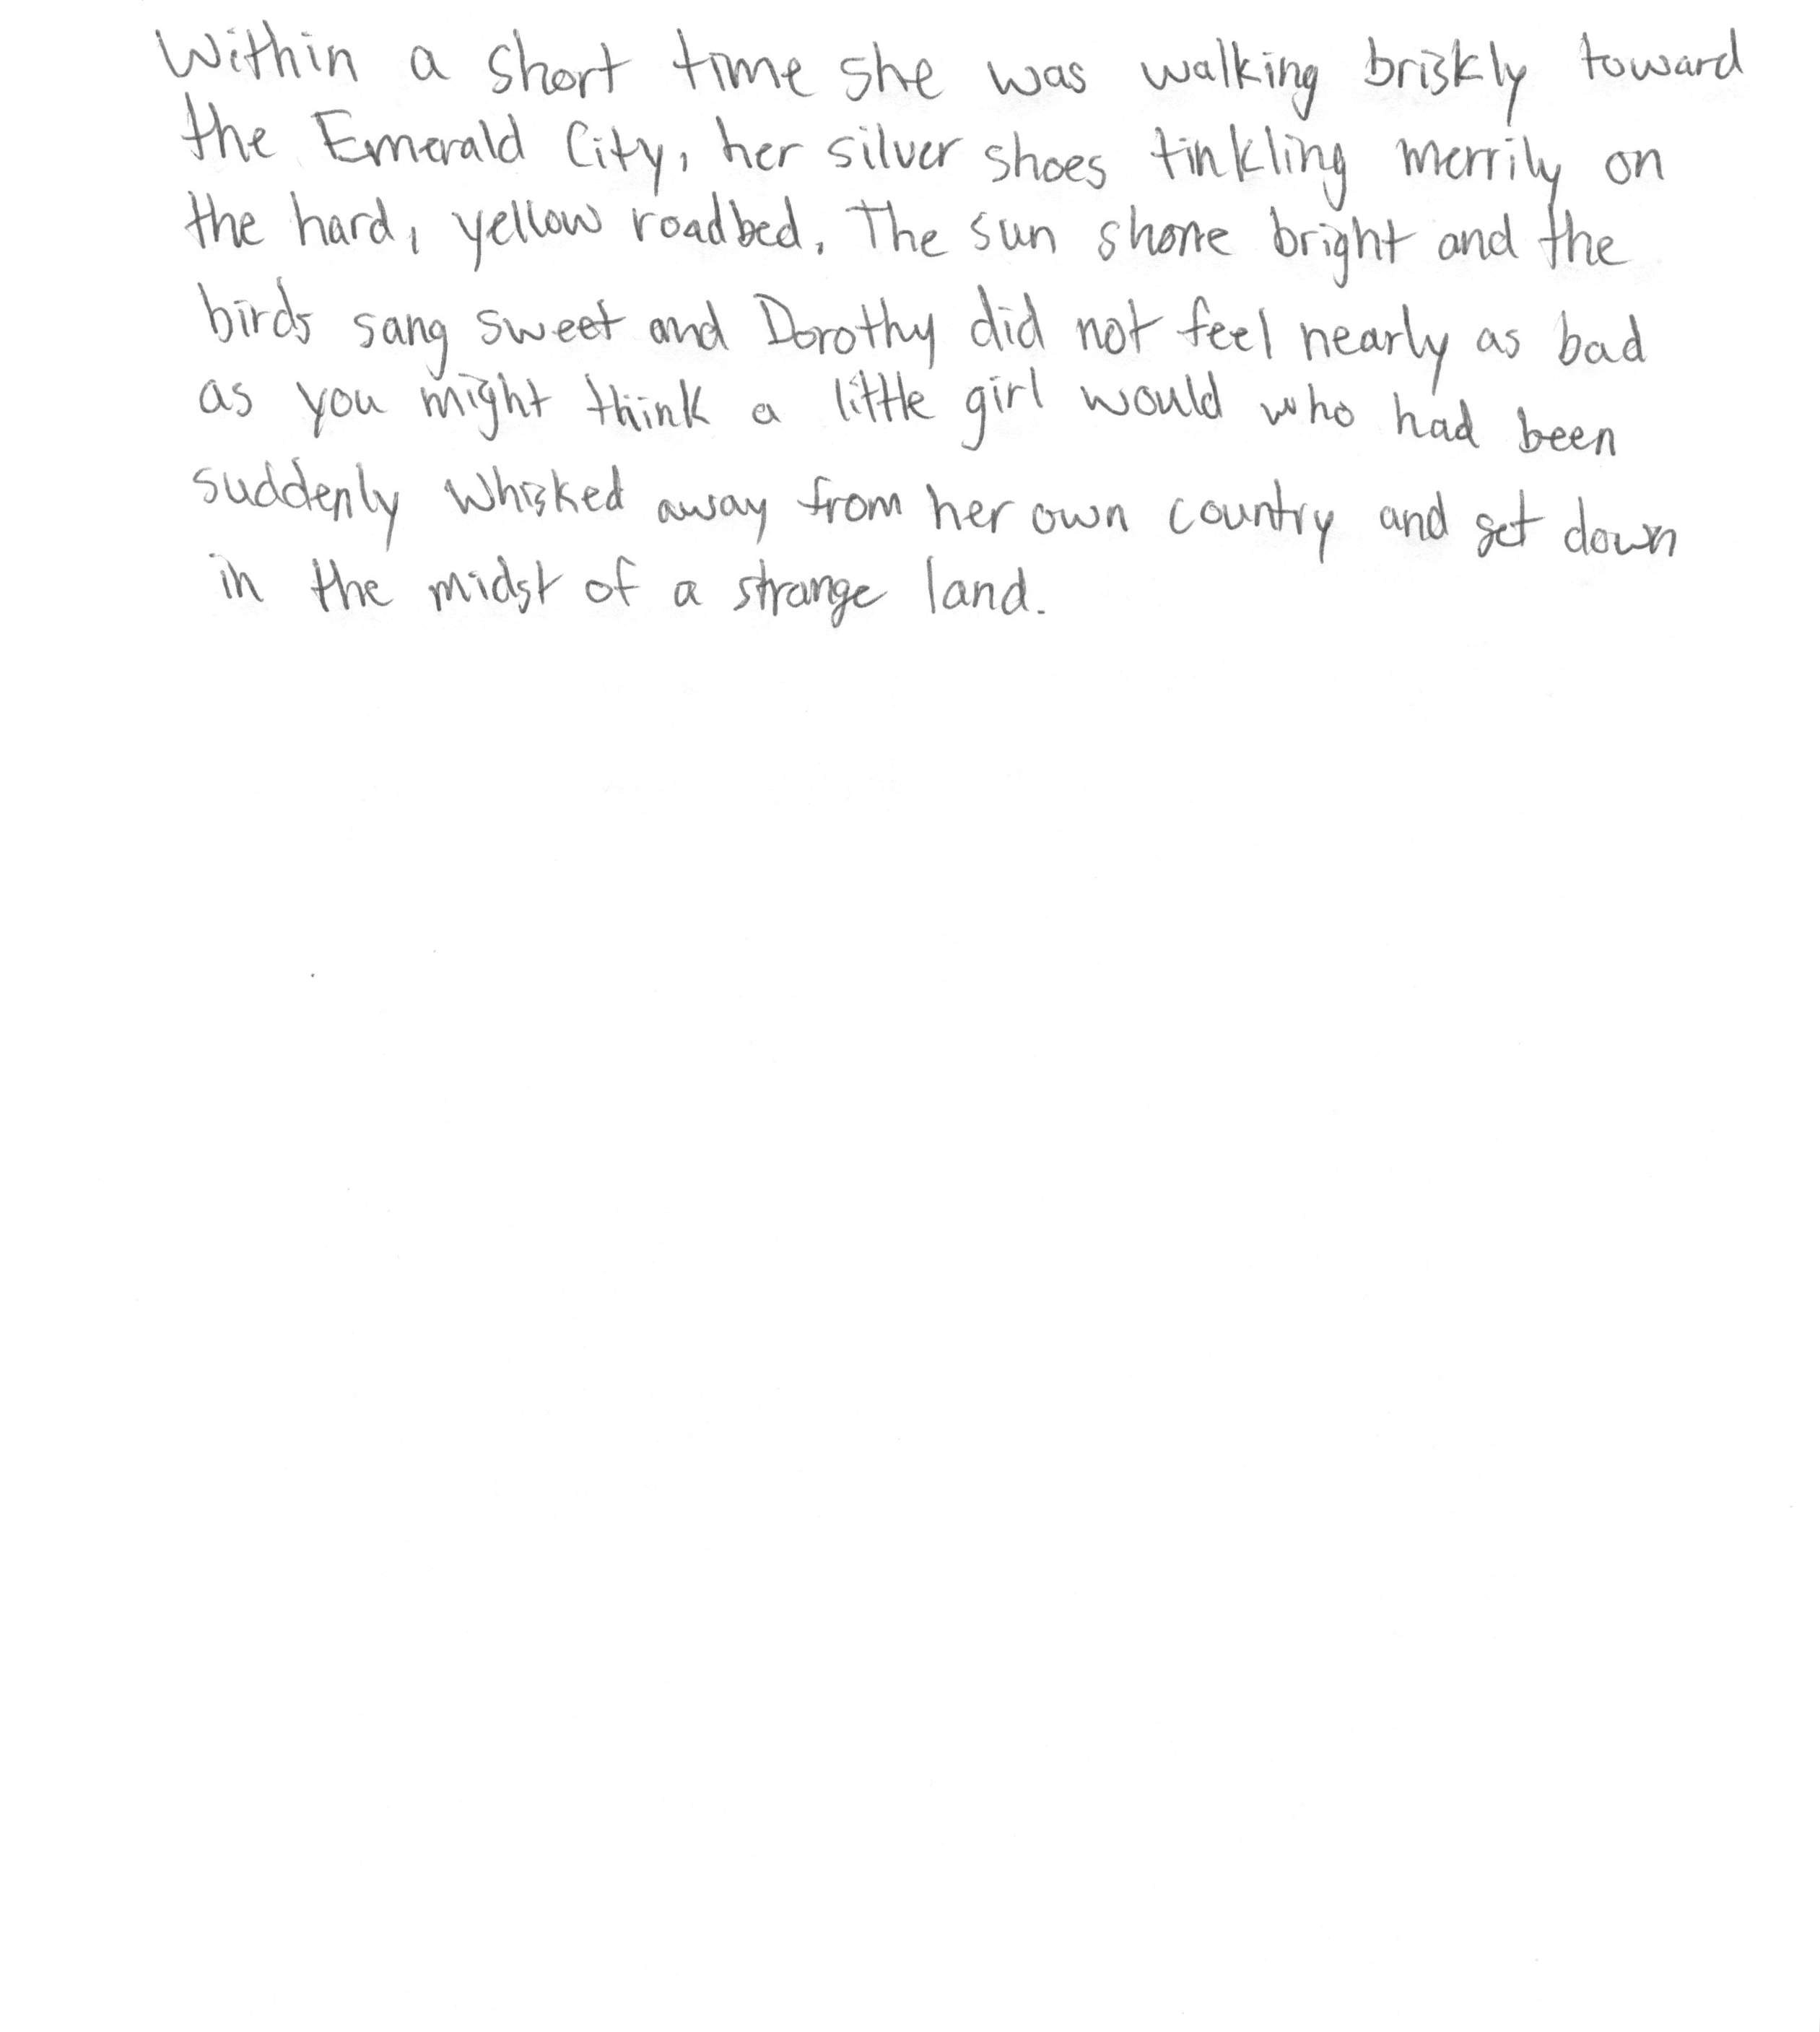 Within a short time she was walking briskly toward
the Emerald City, her silver shoes tinkling merrily on
the hard, yellow roadbed. The sun shone bright and the
birds sang sweet and Dorothy did not feel nearly as bad
as you might think a little girl would who had been
suddenly whisked away from her own country and set down
in the midst of a strange land.